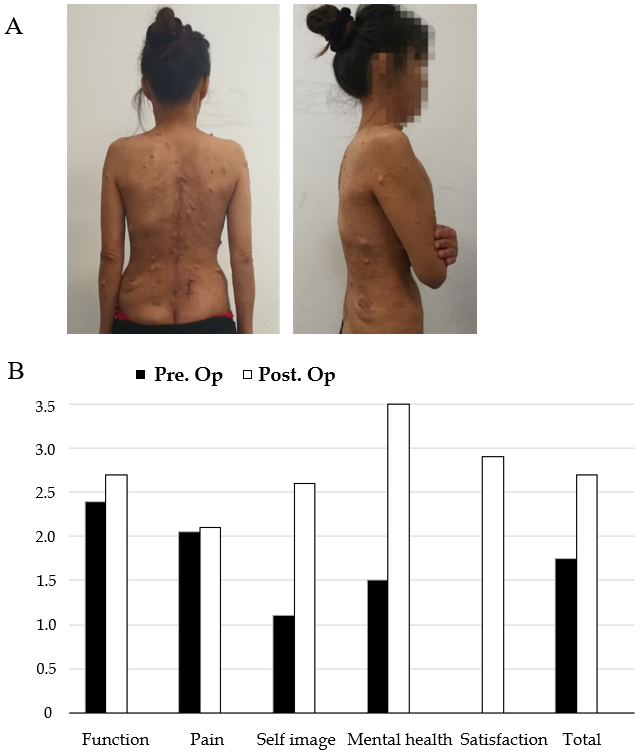 A
B
Pre. Op Post. Op
3.5
3.0
2.5
2.0
1.5
1.0
0.5
0
Function Pain Self image Mental health Satisfaction Total